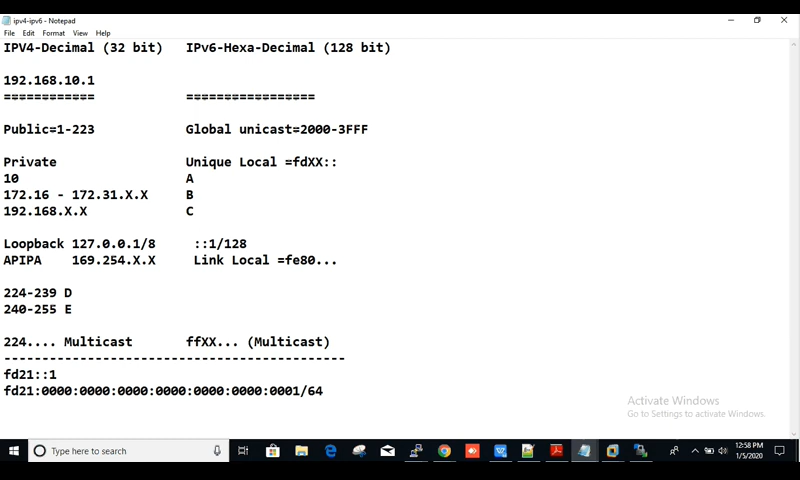 ipv4-ipv6 - Notepad
File Edit Format View Help
IPV4-Decimal (32 bit) IPv6-Hexa-Decimal (128 bit)
192.168.10.1
============ =================
Public=1-223 Global unicast=2000-3FFF
Private Unique Local =fdXX::
10 A
172.16 - 172.31.X.X B
192.168.X.X C
Loopback 127.0.0.1/8 ::1/128
APIPA 169.254.X.X Link Local =fe80...
224-239 D
240-255 E
224.... Multicast ffXX... (Multicast)
---------------------------------------------
fd21::1
fd21:0000:0000:0000:0000:0000:0000:0001/64
Activate Windows
Go to Settings to activate Windows.
Type here to search
12:58 PM
1/5/2020